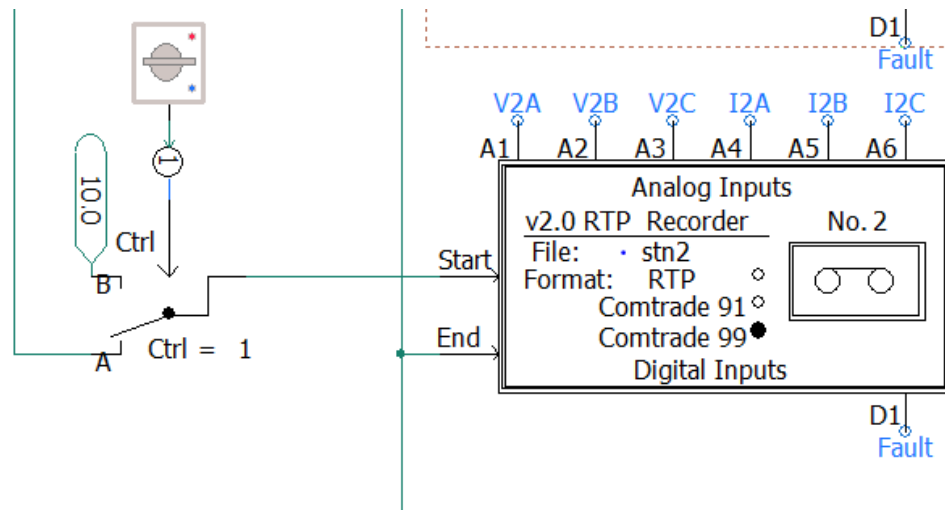 D1
Fault
V2A V2B V2C I2A I2B I2C
A1 A2 A3 A4 A5 A6
1
10.0
Analog Inputs
v2.0 RTP Recorder No. 2
Ctrl
File: stn2
Start
Format: RTP
B
Comtrade 91
End
Comtrade 99
Ctrl = 1
A
Digital Inputs
D1
Fault